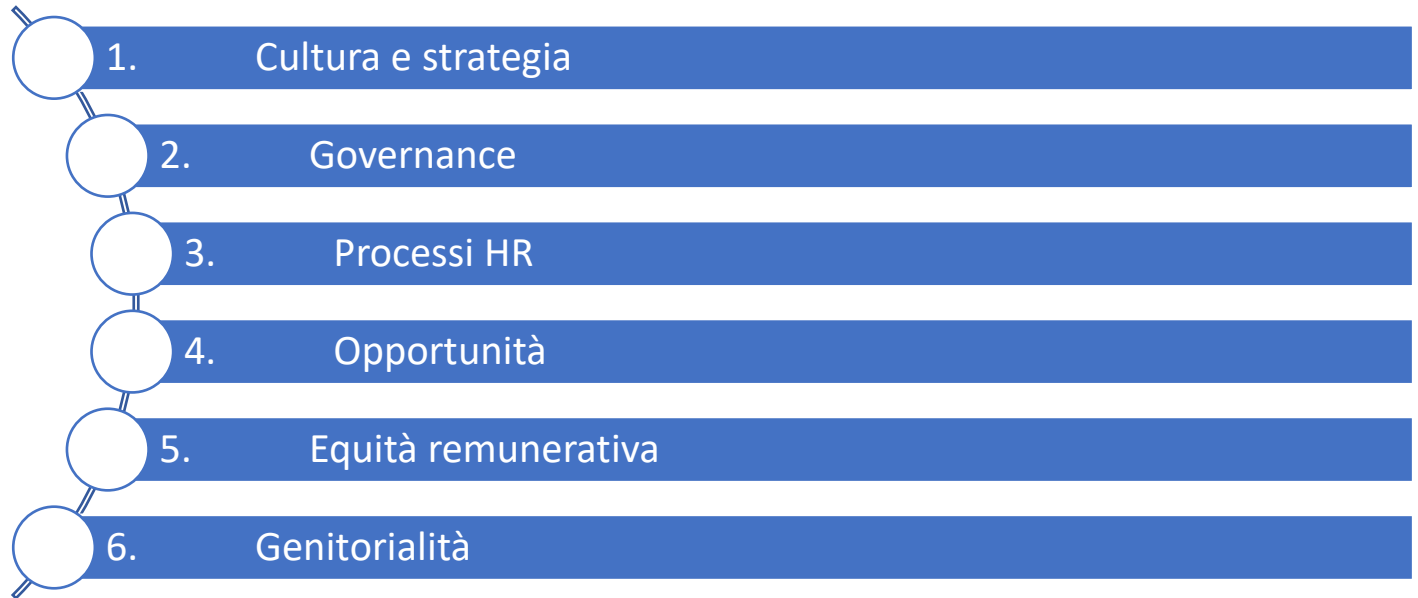 1. Cultura e strategia
2. Governance
3. Processi HR
4. Opportunità
5. Equità remunerativa
6. Genitorialità